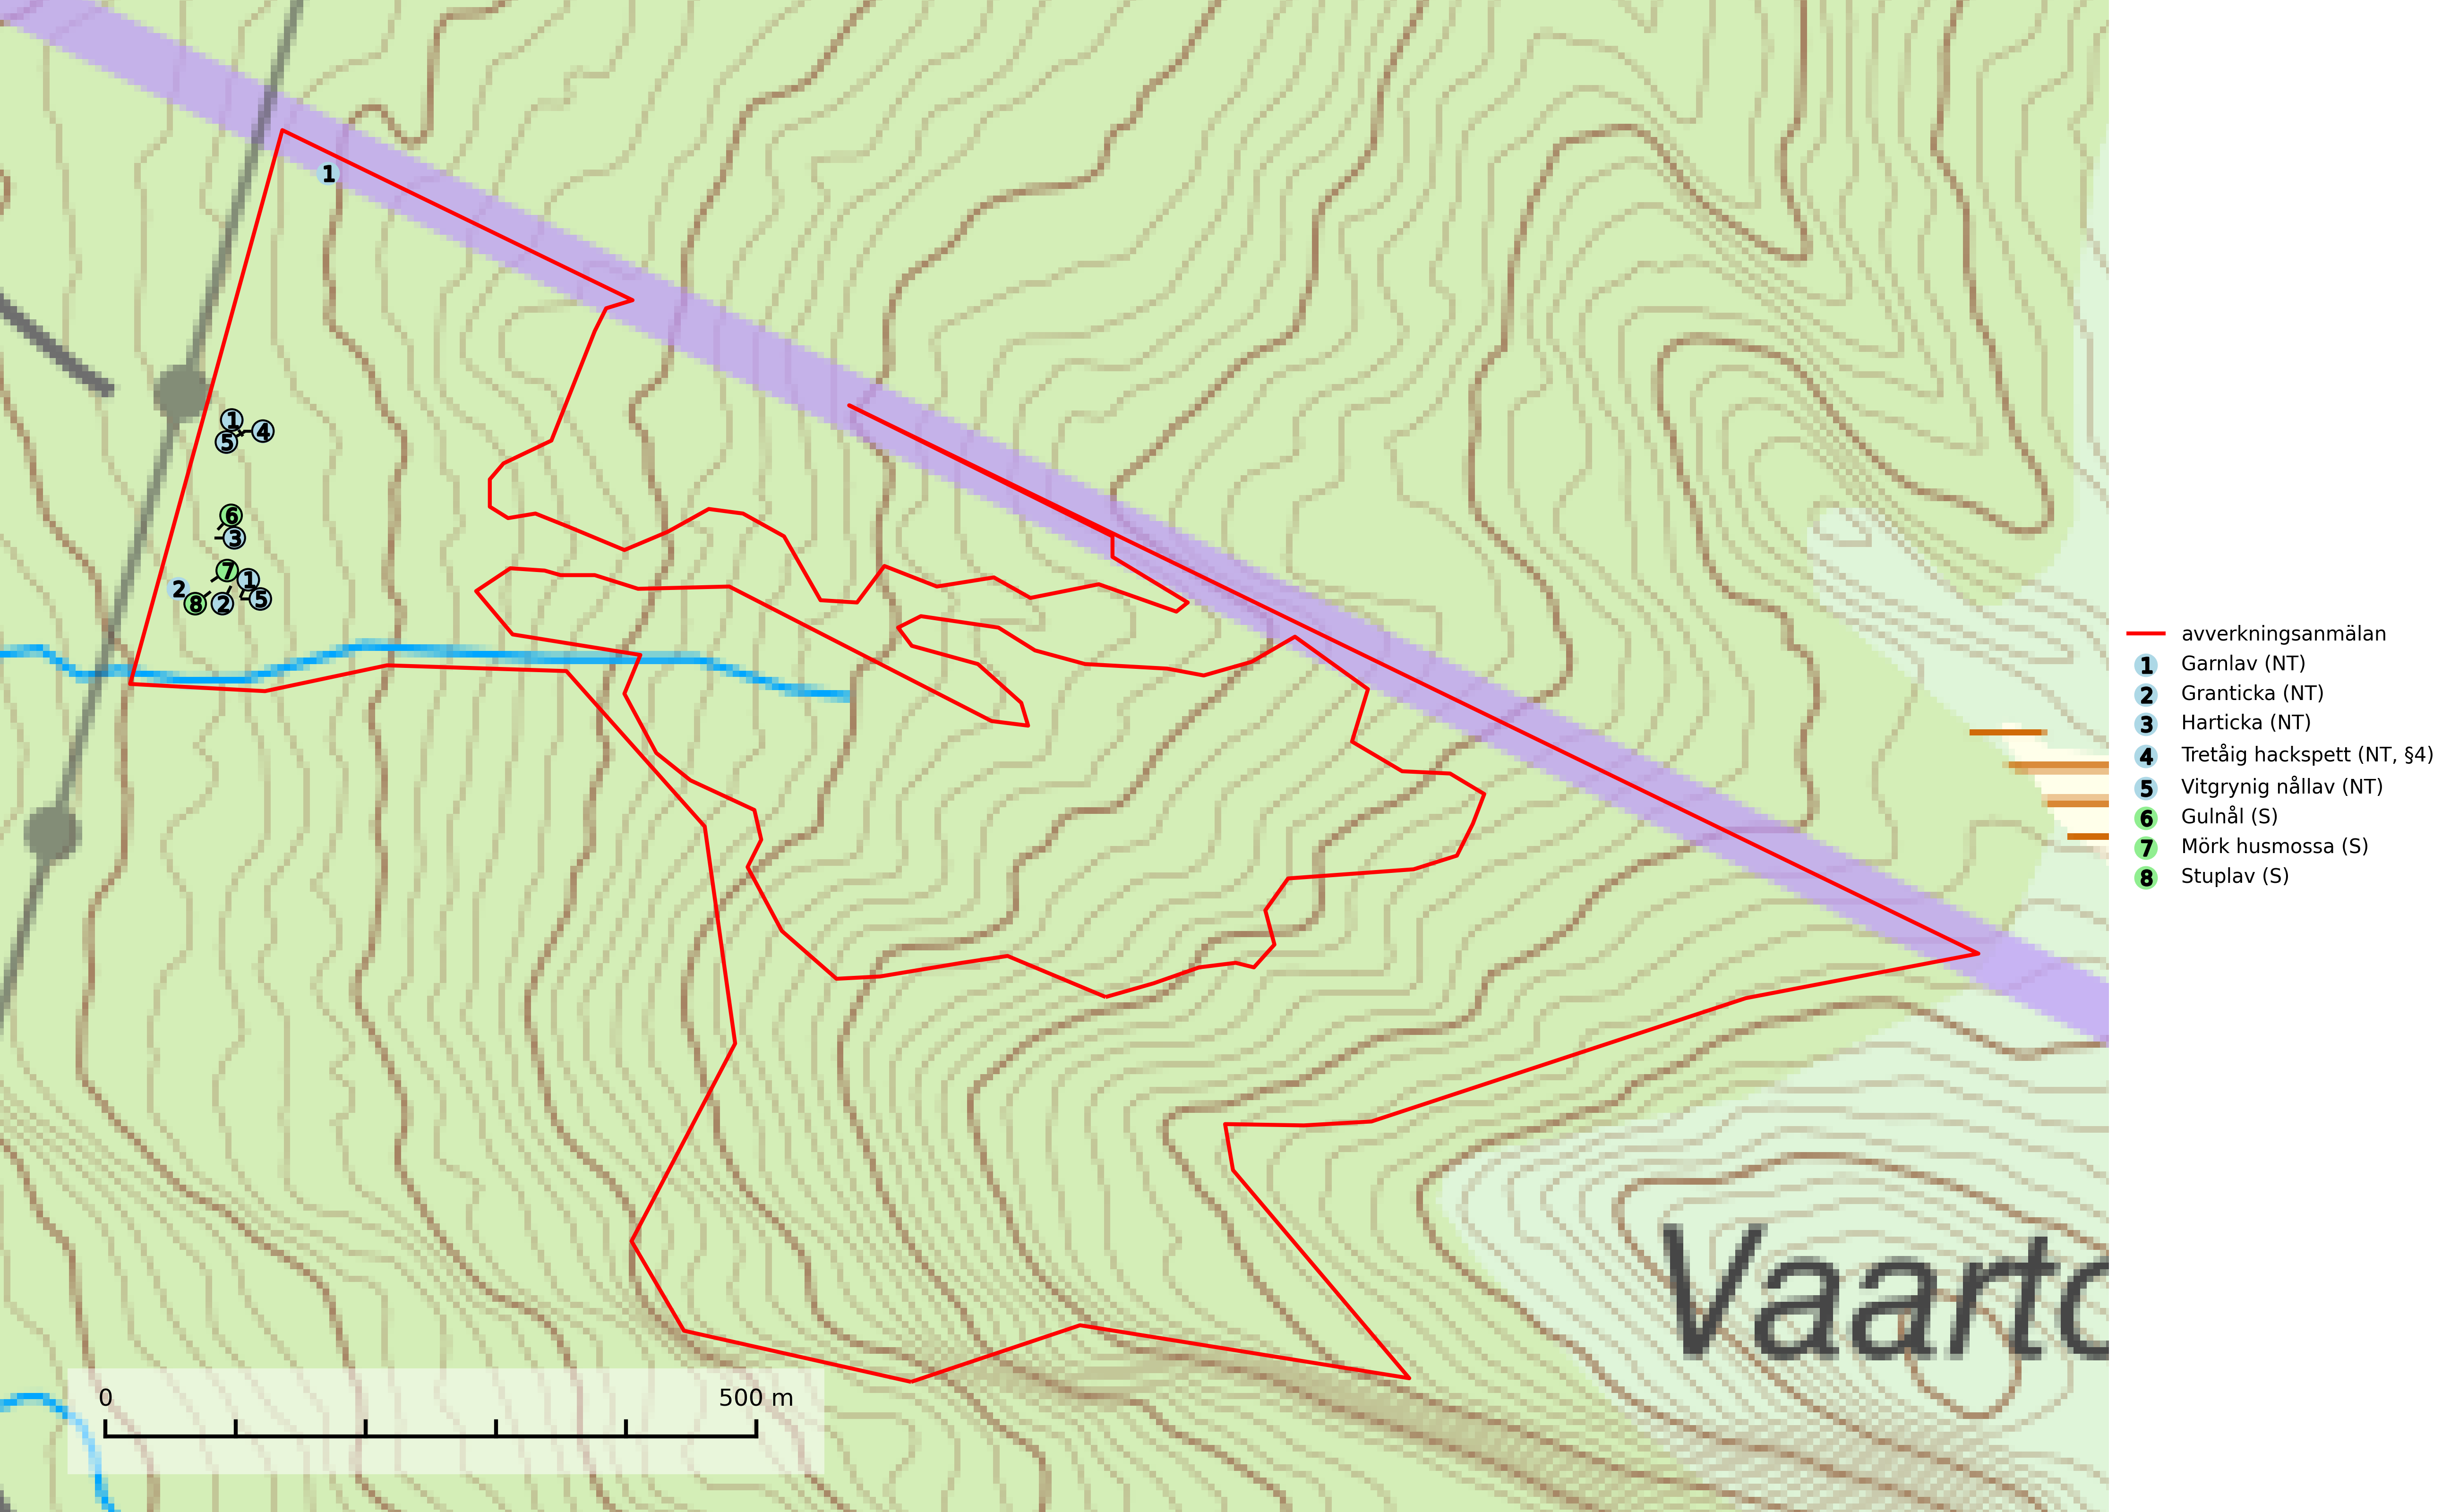 1
1
4
5
6
3
7
1
2
8
2
5
Vaarto
0
500 m
avverkningsanmälan
1 Garnlav (NT)
2 Granticka (NT)
3 Harticka (NT)
4 Tretåig hackspett (NT, §4)
5 Vitgrynig nållav (NT)
6 Gulnål (S)
7 Mörk husmossa (S)
8 Stuplav (S)